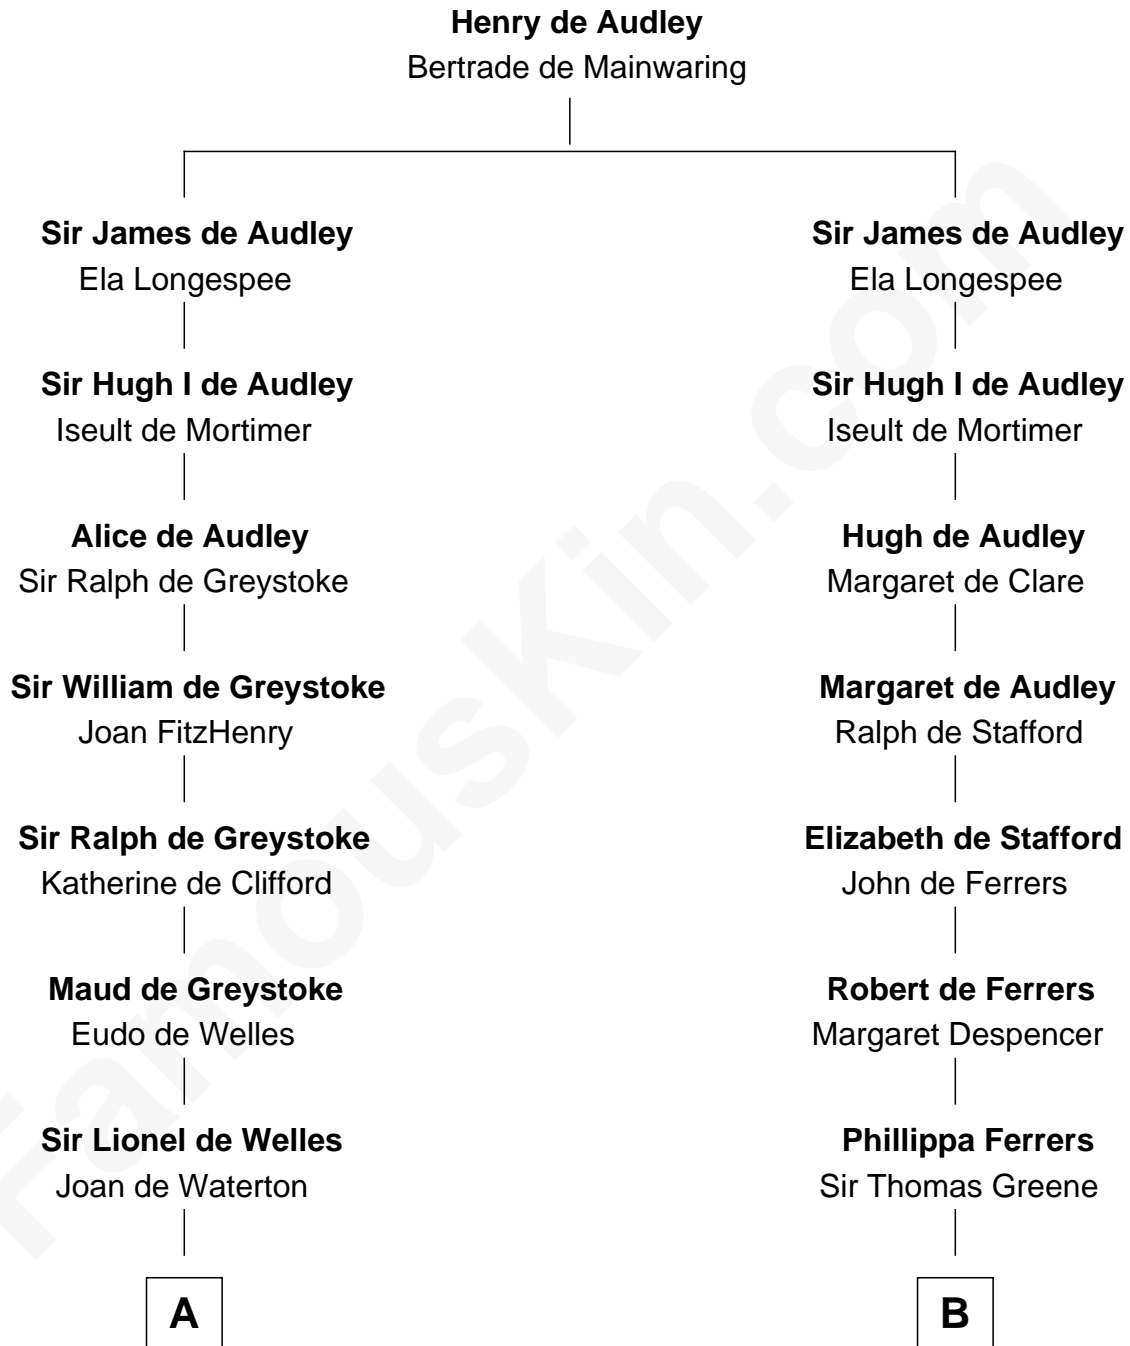 Henry de Audley
Bertrade de Mainwaring
Sir James de Audley
Ela Longespee
Sir James de Audley
Ela Longespee
Sir Hugh I de Audley
Iseult de Mortimer
Sir Hugh I de Audley
Iseult de Mortimer
Alice de Audley
Sir Ralph de Greystoke
Hugh de Audley
Margaret de Clare
Sir William de Greystoke
Joan FitzHenry
Margaret de Audley
Ralph de Stafford
Sir Ralph de Greystoke
Katherine de Clifford
Elizabeth de Stafford
John de Ferrers
Maud de Greystoke
Eudo de Welles
Robert de Ferrers
Margaret Despencer
Sir Lionel de Welles
Joan de Waterton
Phillippa Ferrers
Sir Thomas Greene
A
B
FamousKin.com